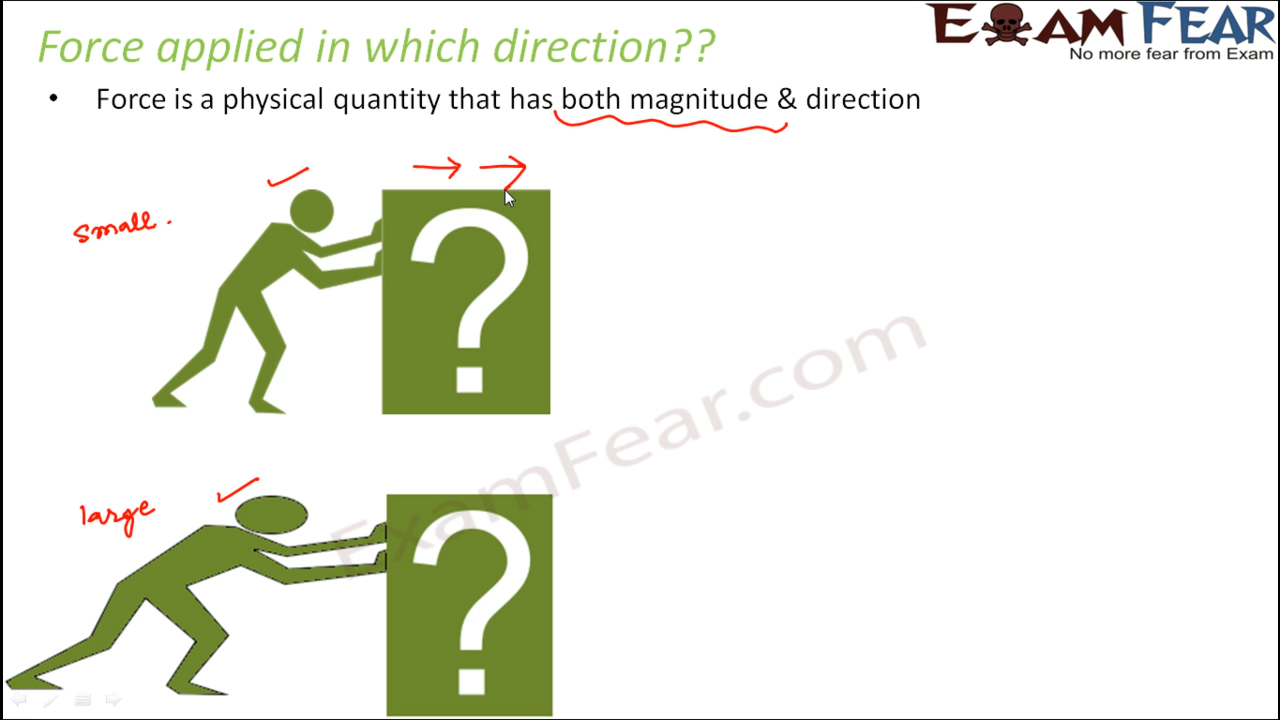 Force applied in which direction??
EXAM FEAR
No more fear from Exam
• Force is a physical quantity that has both magnitude & direction
small.
?
ExamFear.com
large
?